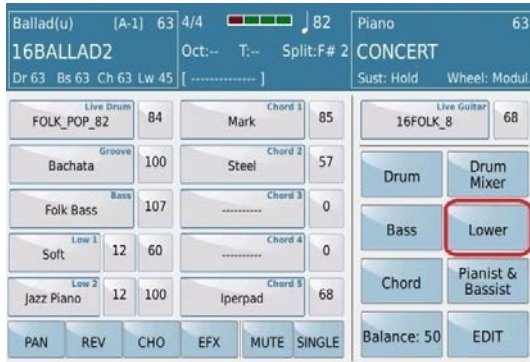 Ballad(u) [A-1] 63 4/4 82 Piano 63
16BALLAD2 Oct:-- T:-- Split:F# 2 CONCERT
Dr 63 Bs 63 Ch 63 Lw 45 [ -------------- ] Sust: Hold Wheel: Modul.
Live Drum Chord 1 Live Guitar
FOLK_POP_82 84 Mark 85 16FOLK_8 68
Groove Chord 2
Bachata 100 Steel 57 Drum Drum Mixer
Bass Chord 3
Folk Bass 107 ---------- 0 Bass Lower
Low 1 Chord 4
Soft 12 60 ---------- 0
Low 2 Chord 5
Jazz Piano 12 100 Iperpad 68 Chord Pianist & Bassist
PAN REV CHO EFX MUTE SINGLE Balance: 50 EDIT